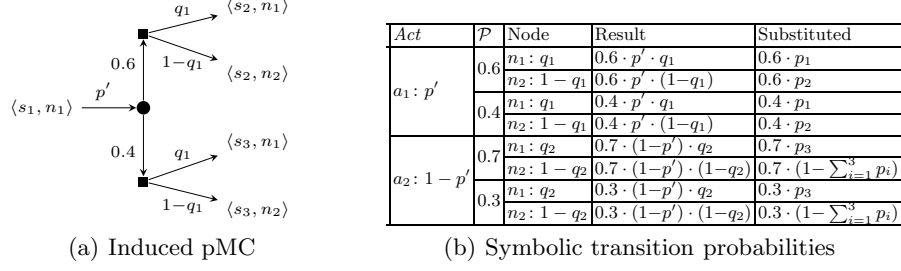 ⟨s₂, n₁⟩
q₁
0.6
1−q₁
⟨s₂, n₂⟩
⟨s₁, n₁⟩
p′
⟨s₃, n₁⟩
0.4
q₁
1−q₁
⟨s₃, n₂⟩
(a) Induced pMC
Act 𝒫 Node Result Substituted
a₁: p′ 0.6 n₁: q₁ 0.6 · p′ · q₁ 0.6 · p₁
n₂: 1 − q₁ 0.6 · p′ · (1−q₁) 0.6 · p₂
0.4 n₁: q₁ 0.4 · p′ · q₁ 0.4 · p₁
n₂: 1 − q₁ 0.4 · p′ · (1−q₁) 0.4 · p₂
a₂: 1 − p′ 0.7 n₁: q₂ 0.7 · (1−p′) · q₂ 0.7 · p₃
n₂: 1 − q₂ 0.7 · (1−p′) · (1−q₂) 0.7 · (1− ∑³ᵢ₌₁ pᵢ)
0.3 n₁: q₂ 0.3 · (1−p′) · q₂ 0.3 · p₃
n₂: 1 − q₂ 0.3 · (1−p′) · (1−q₂) 0.3 · (1− ∑³ᵢ₌₁ pᵢ)
(b) Symbolic transition probabilities